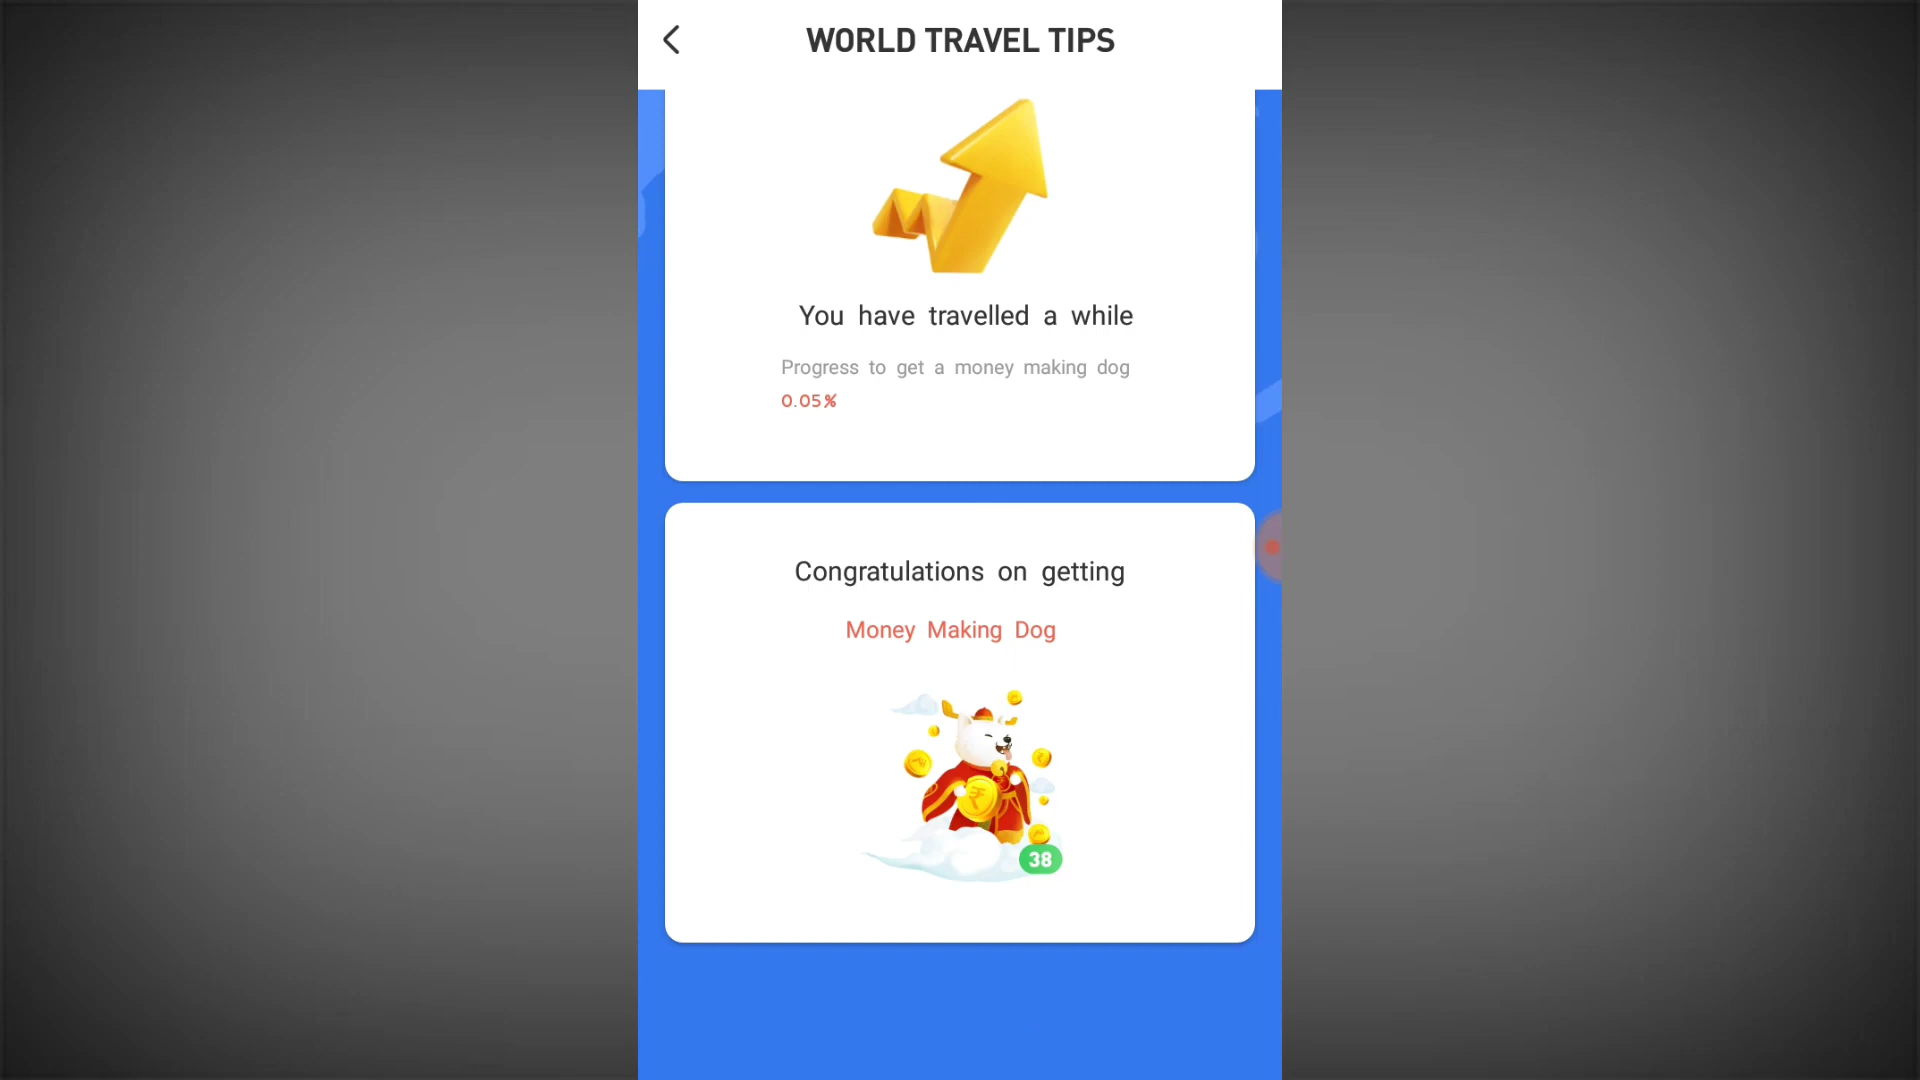 WORLD TRAVEL TIPS
You have travelled a while
Progress to get a money making dog
0.05%
Congratulations on getting
Money Making Dog
₹
38